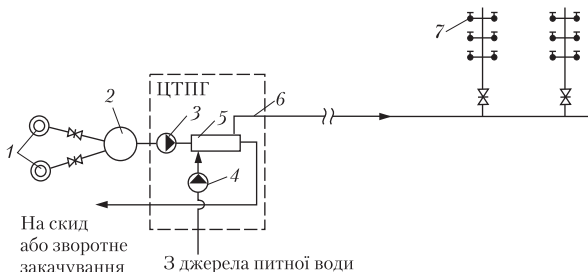 7
ЦТПГ
6
2
3
5
1
4
На скид
або зворотне
закачування
З джерела питної води